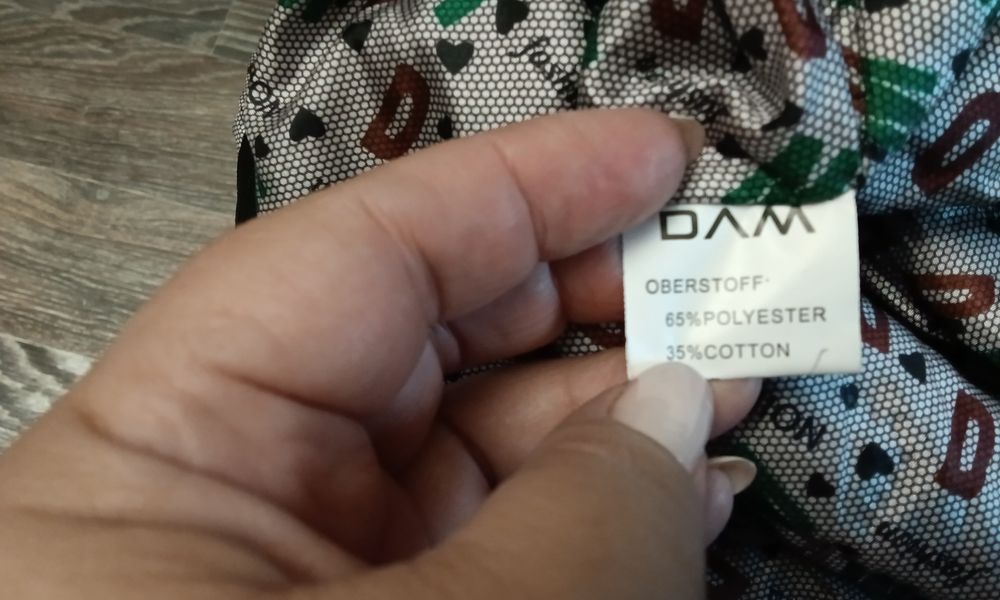 DAM
OBERSTOFF:
65%POLYESTER
35%COTTON